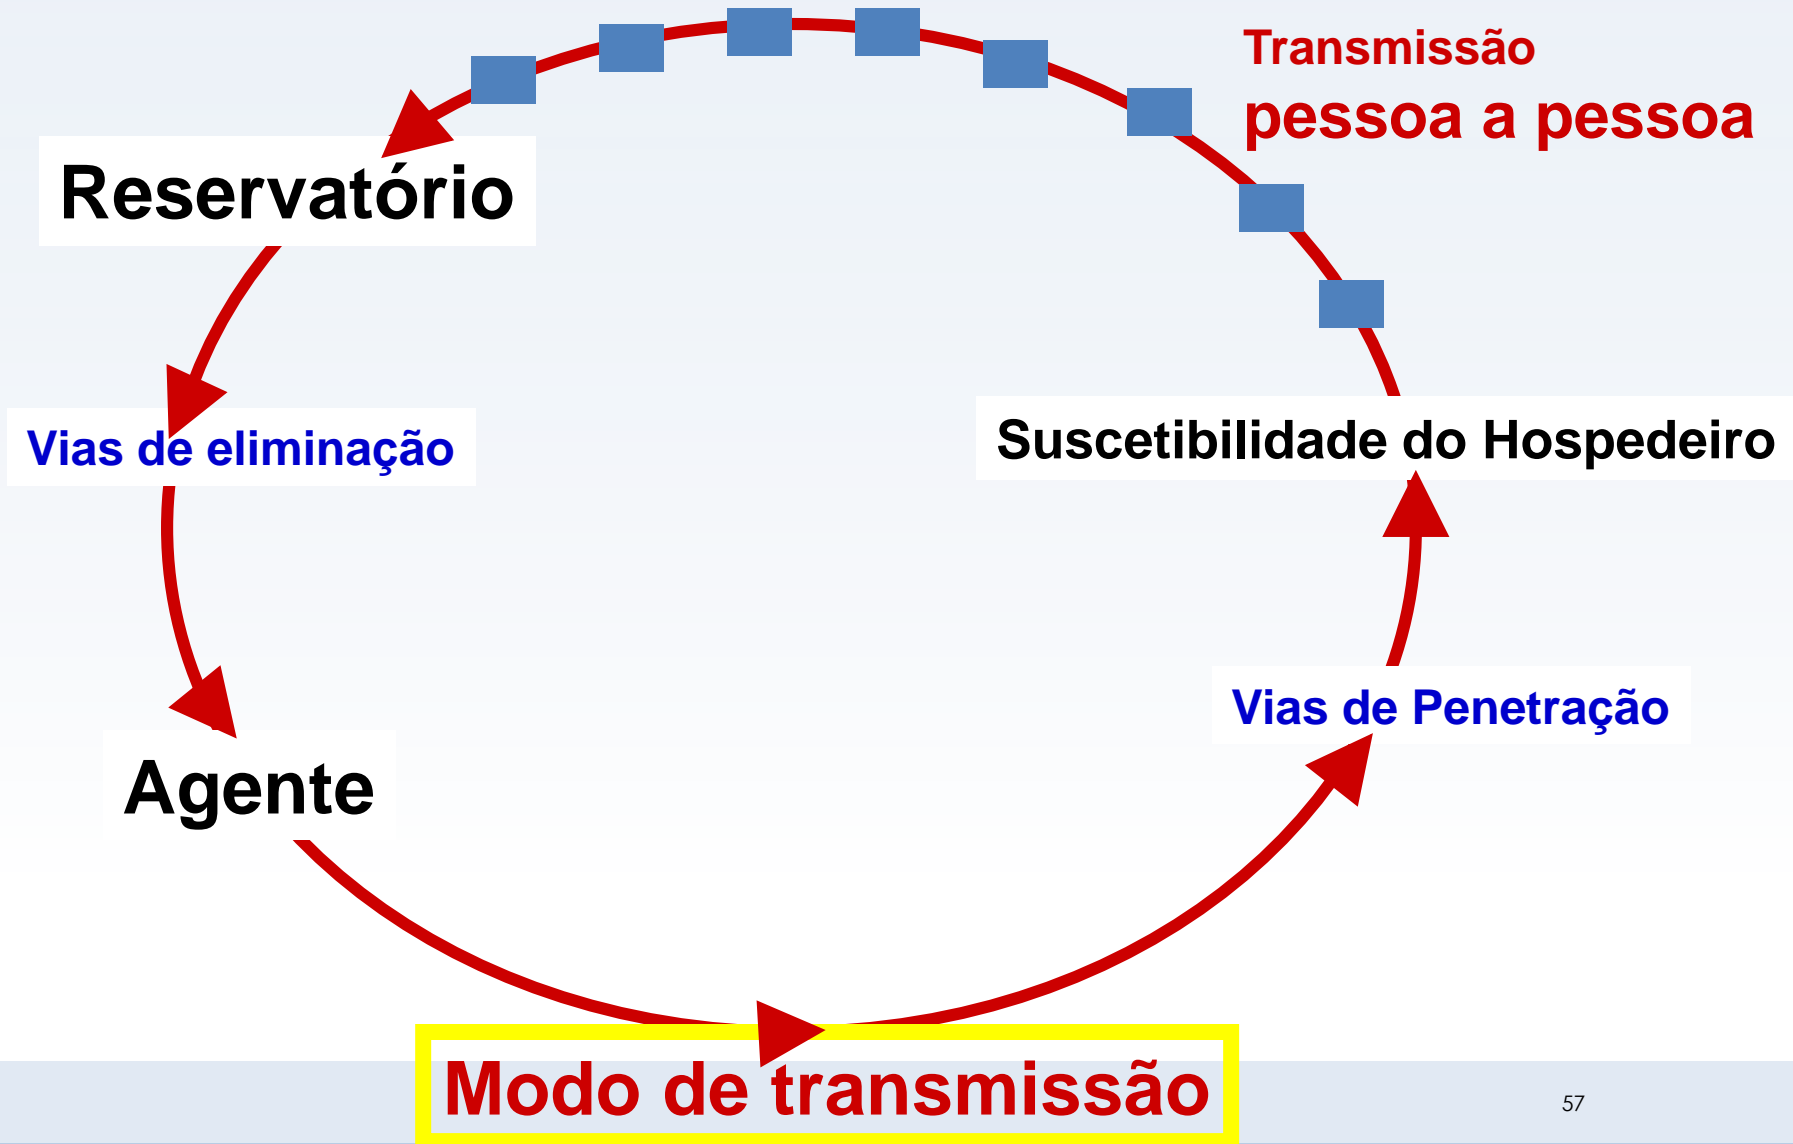 Transmissão
pessoa a pessoa
Reservatório
Vias de eliminação
Suscetibilidade do Hospedeiro
Vias de Penetração
Agente
Modo de transmissão
57